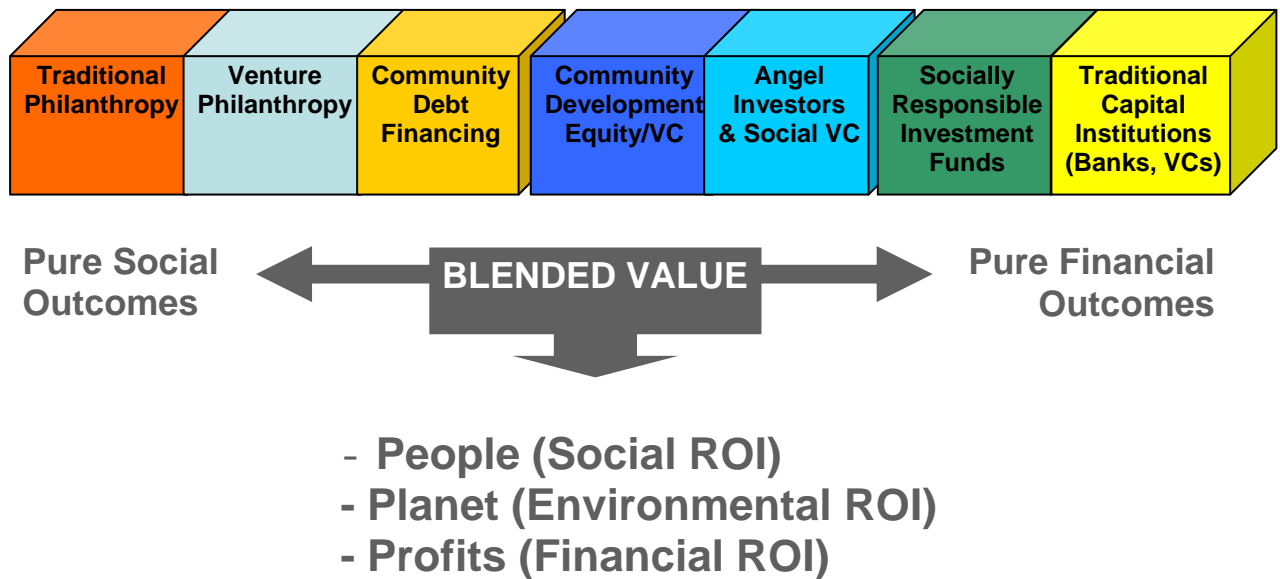 Traditional
Philanthropy
Venture
Philanthropy
Community
Debt
Financing
Community
Development
Equity/VC
Angel
Investors
& Social VC
Socially
Responsible
Investment
Funds
Traditional
Capital
Institutions
(Banks, VCs)
Pure Social
Outcomes
BLENDED VALUE
Pure Financial
Outcomes
- People (Social ROI)
- Planet (Environmental ROI)
- Profits (Financial ROI)